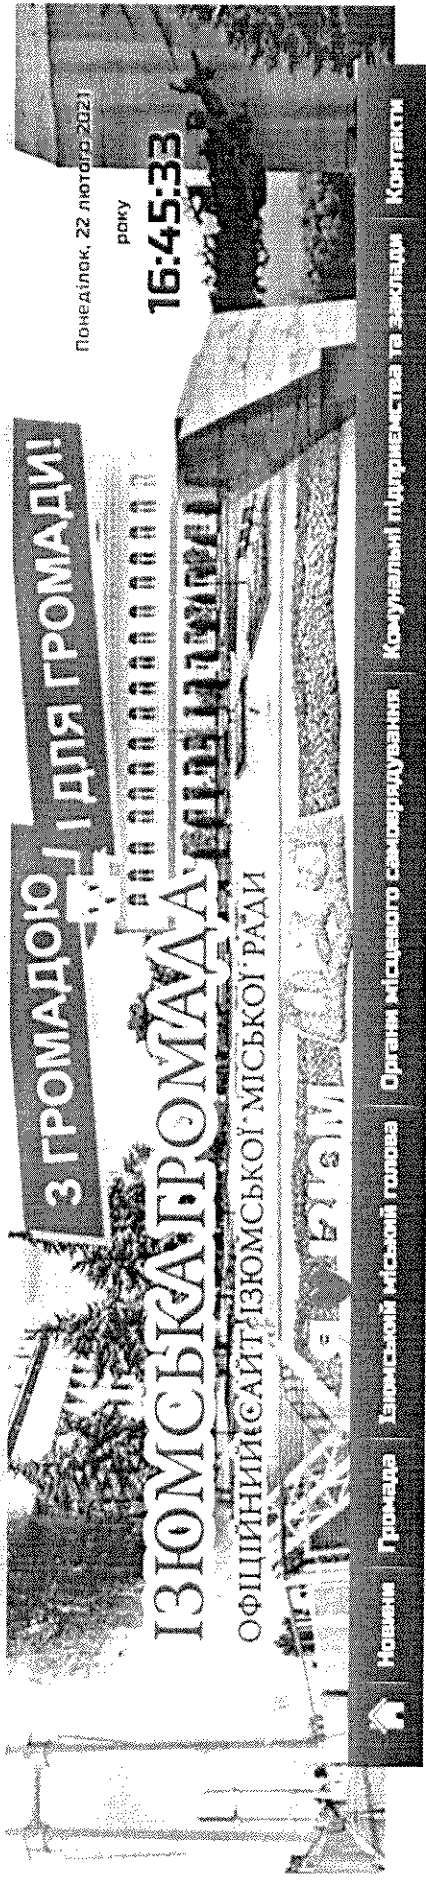 З ГРОМАДОЮ
І ДЛЯ ГРОМАДИ!
Понеділок, 22 лютого 2021
року
16:45:33
ІЗЮМСЬКА ГРОМАДА
ОФІЦІЙНИЙ САЙТ ІЗЮМСЬКОЇ МІСЬКОЇ РАДИ
Я ІЗЮМ
Новини Громада Ізюмський міський голова Органи місцевого самоврядування Комунальні підприємства та заклади Контакти